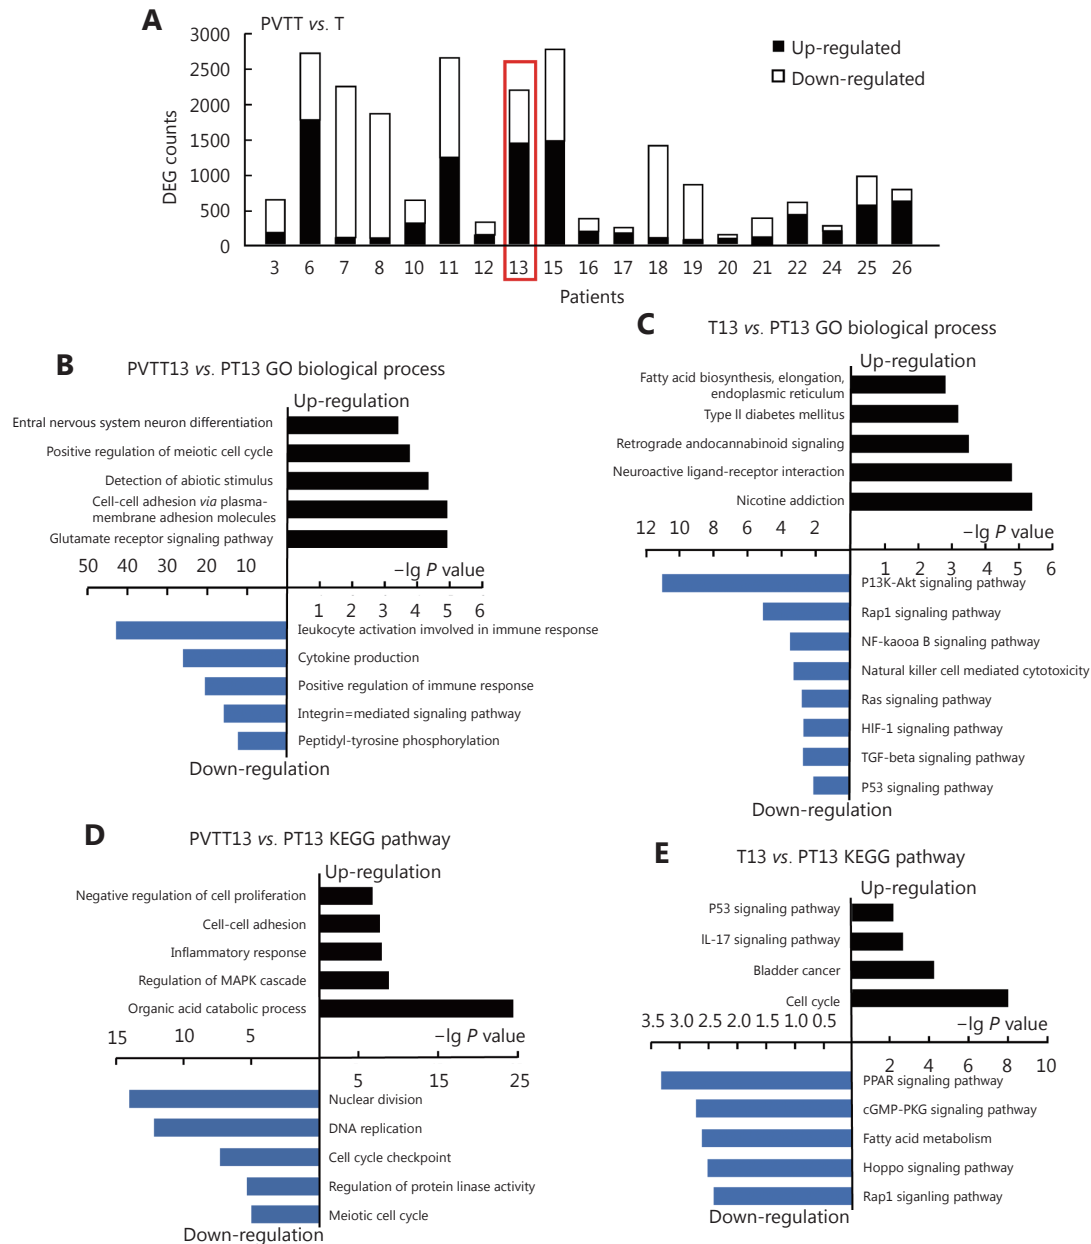 A
PVTT vs. T
Up-regulated
Down-regulated
DEG counts
3000
2500
2000
1500
1000
500
0
3 6 7 8 10 11 12 13 15 16 17 18 19 20 21 22 24 25 26
Patients
B
PVTT13 vs. PT13 GO biological process
Up-regulation
Entral nervous system neuron differentiation
Positive regulation of meiotic cell cycle
Detection of abiotic stimulus
Cell-cell adhesion via plasma-
membrane adhesion molecules
Glutamate receptor signaling pathway
50 40 30 20 10
−lg P value
1 2 3 4 5 6
Ieukocyte activation imvolved in immune response
Cytokine production
Positive regulation of immune response
Integrin=mediated signaling pathway
Peptidyl-tyrosine phosphorylation
Down-regulation
C
T13 vs. PT13 GO biological process
Up-regulation
Fatty acid biosynthesis, elongation,
endoplasmic reticulum
Type II diabetes mellitus
Retrograde andocannabinoid signaling
Neuroactive ligand-receptor interaction
Nicotine addiction
12 10 8 6 4 2
−lg P value
1 2 3 4 5 6
P13K-Akt signaling pathway
Rap1 signaling pathway
NF-kaooa B signaling pathway
Natural killer cell mediated cytotoxicity
Ras signaling pathway
HIF-1 signaling pathway
TGF-beta signaling pathway
P53 signaling pathway
Down-regulation
D
PVTT13 vs. PT13 KEGG pathway
Up-regulation
Negative regulation of cell proliferation
Cell-cell adhesion
Inflammatory response
Regulation of MAPK cascade
Organic acid catabolic process
15 10 5
−lg P value
5 15 25
Nuclear division
DNA replication
Cell cycle checkpoint
Regulation of protein linase activity
Meiotic cell cycle
Down-regulation
E
T13 vs. PT13 KEGG pathway
Up-regulation
P53 signaling pathway
IL-17 signaling pathway
Bladder cancer
Cell cycle
3.5 3.0 2.5 2.0 1.5 1.0 0.5
−lg P value
2 4 6 8 10
PPAR signaling pathway
cGMP-PKG signaling pathway
Fatty acid metabolism
Hoppo signaling pathway
Rap1 siganling pathway
Down-regulation